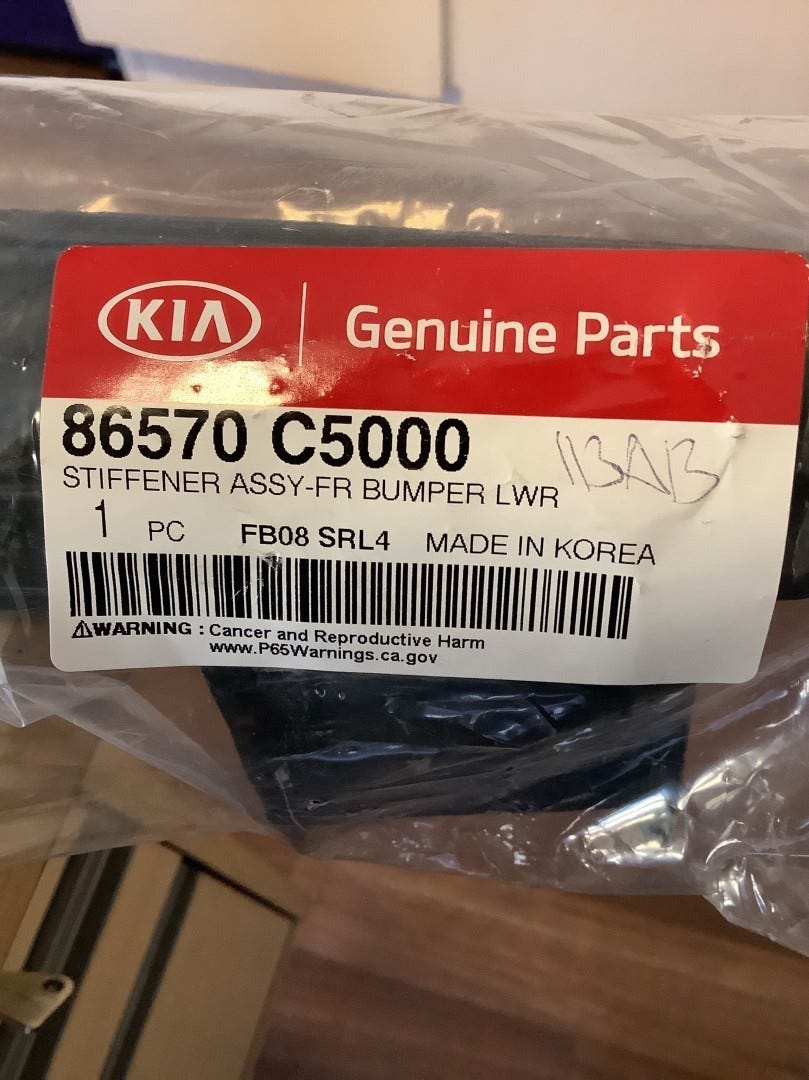 KIA Genuine Parts
86570 C5000
STIFFENER ASSY-FR BUMPER LWR
1 PC FB08 SRL4 MADE IN KOREA
⚠WARNING : Cancer and Reproductive Harm
www.P65Warnings.ca.gov